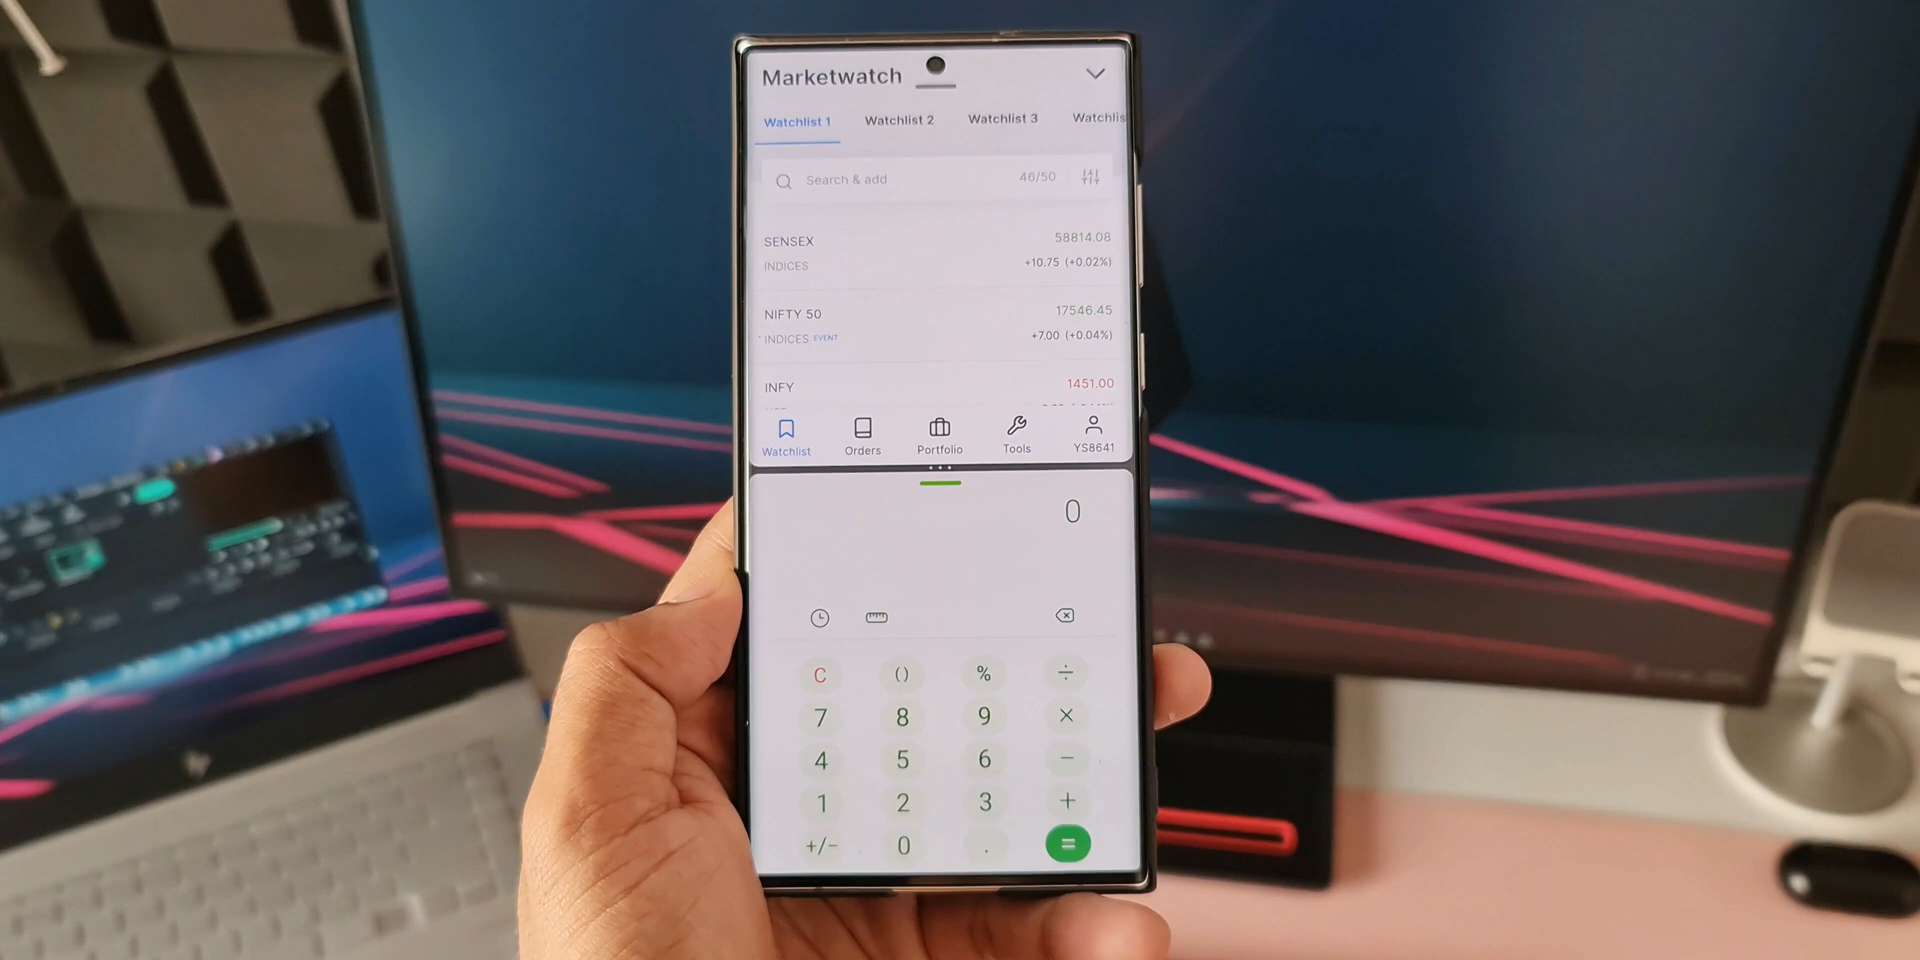 Marketwatch
Watchlist 1 Watchlist 2 Watchlist 3 Watchlis
Search & add 46/50
SENSEX 58814.08
INDICES +10.75 (+0.02%)
NIFTY 50 17546.45
INDICES EVENT +7.00 (+0.04%)
INFY 1451.00
Watchlist Orders Portfolio Tools YS8641
0
C () % ÷
7 8 9 ×
4 5 6 −
1 2 3 +
+/− 0 . =